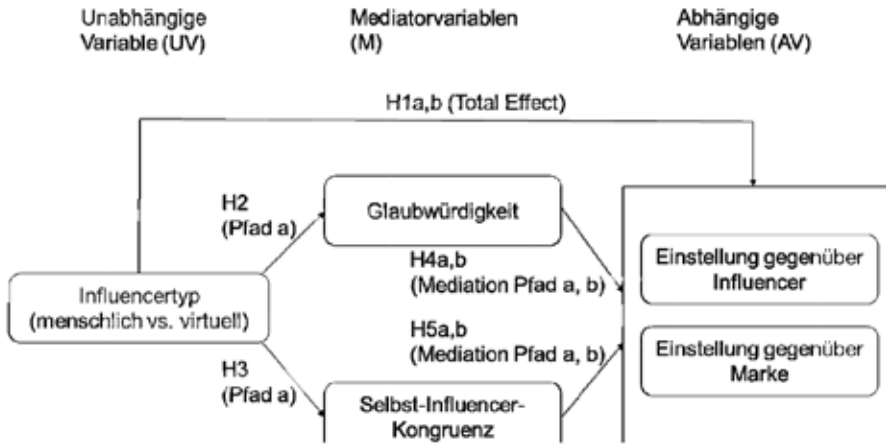 Unabhängige
Variable (UV)
Mediatorvariablen
(M)
Abhängige
Variablen (AV)
H1a,b (Total Effect)
H2
(Pfad a)
Glaubwürdigkeit
H4a,b
(Mediation Pfad a, b)
Einstellung gegenüber
Influencer
Influencertyp
(menschlich vs. virtuell)
H5a,b
(Mediation Pfad a, b)
Einstellung gegenüber
Marke
H3
(Pfad a)
Selbst-Influencer-
Kongruenz